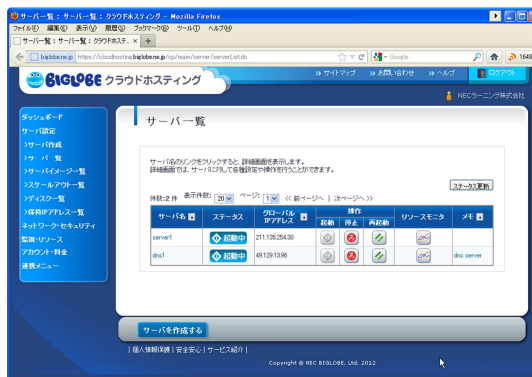 サーバ一覧 : サーバ一覧 : クラウドホスティング - Mozilla Firefox
ファイル(F) 編集(E) 表示(V) 履歴(S) ブックマーク(B) ツール(T) ヘルプ(H)
サーバ一覧 : サーバ一覧 : クラウドホステ... +
biglobe.ne.jp https://cloudhosting.biglobe.ne.jp/cp/main/server/serverList.do Google 1649
BIGLOBE クラウドホスティング
» サイトマップ » お問い合わせ » ヘルプ ログアウト
NECラーニング株式会社
ダッシュボード
サーバ設定
>サーバ作成
>サーバ一覧
>サーバイメージ一覧
>スケールアウト一覧
>ディスク一覧
>保持IPアドレス一覧
ネットワーク・セキュリティ
監視・リソース
アカウント・料金
連携メニュー
サーバ一覧
サーバ名のリンクをクリックすると、詳細画面を表示します。
詳細画面では、サーバに対して各種設定や操作を行うことができます。
ステータス更新
件数:2 件 表示件数: 20 ページ: 1 << 前ページへ | 次ページへ >>
サーバ名 ステータス グローバルIPアドレス 操作 リソースモニタ メモ
起動 停止 再起動
server1 起動中 211.135.254.30
dns1 起動中 49.129.13.96 dns server
サーバを作成する
| 個人情報保護 | 安全安心 | サービス紹介 |
Copyright © NEC BIGLOBE, Ltd. 2012